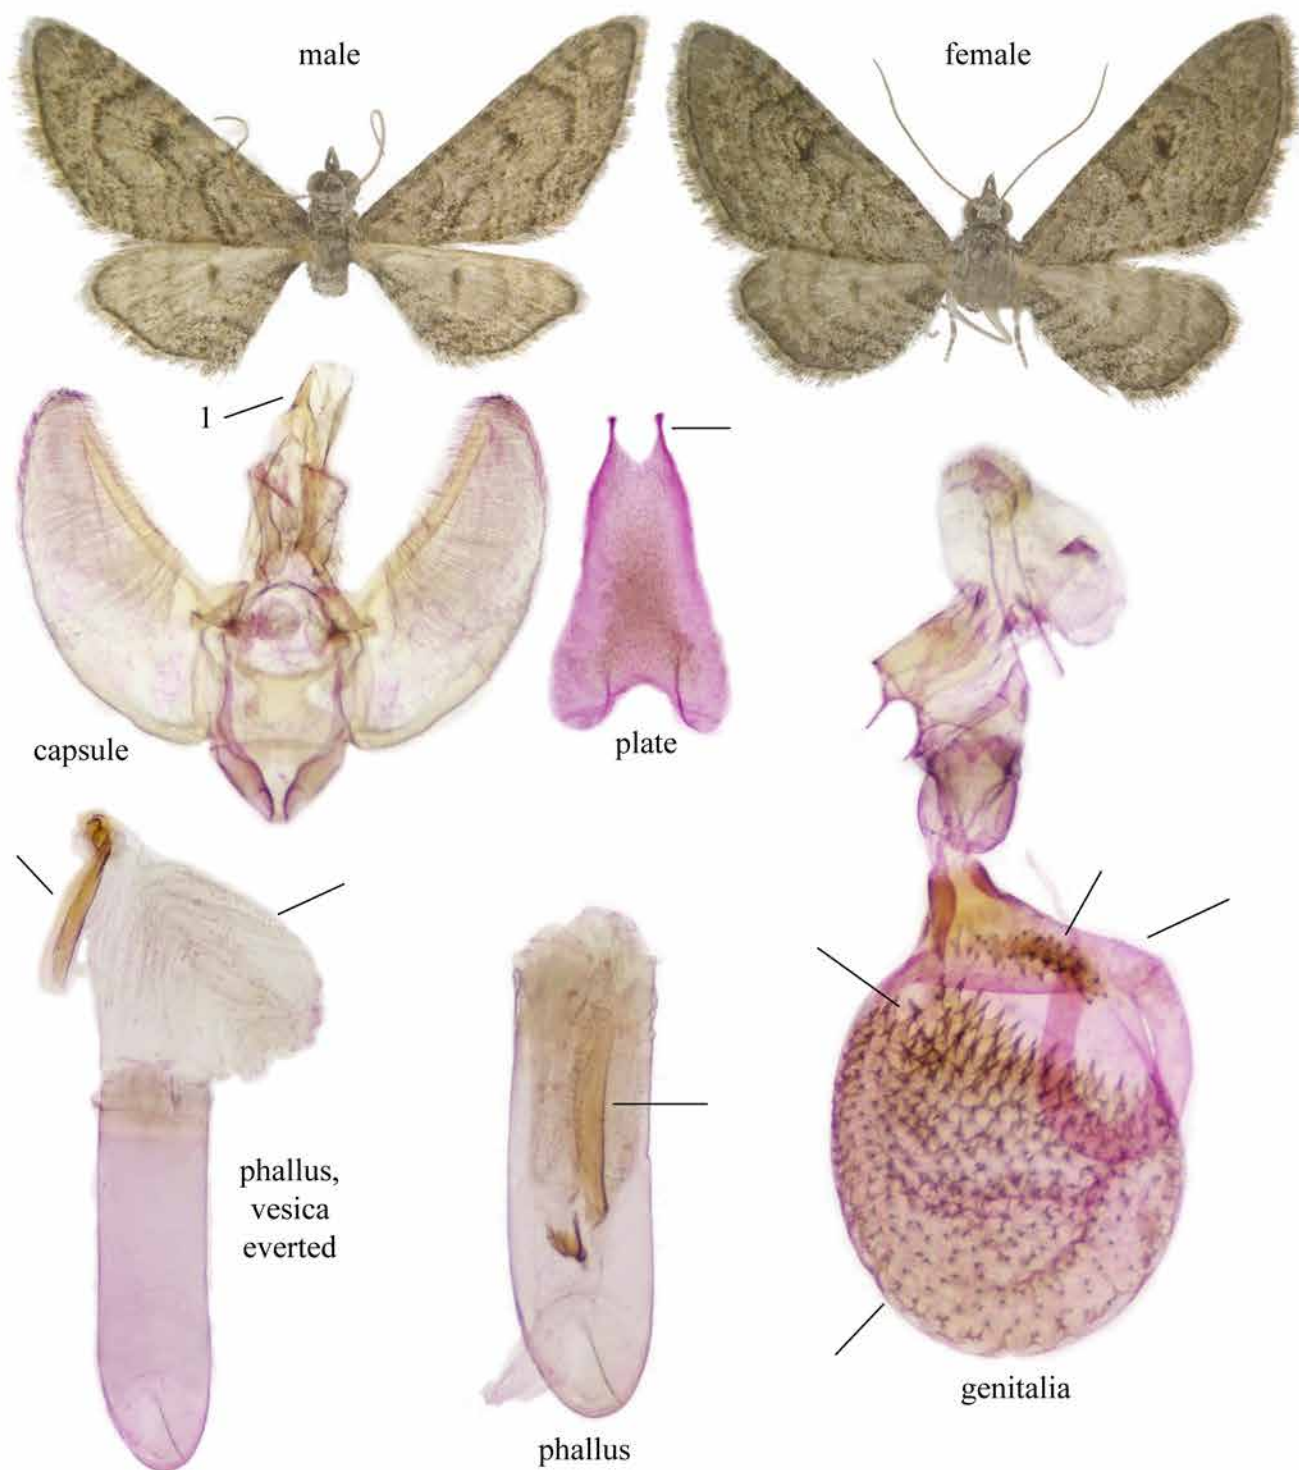 male
female
1
capsule
plate
phallus,
vesica
everted
phallus
genitalia